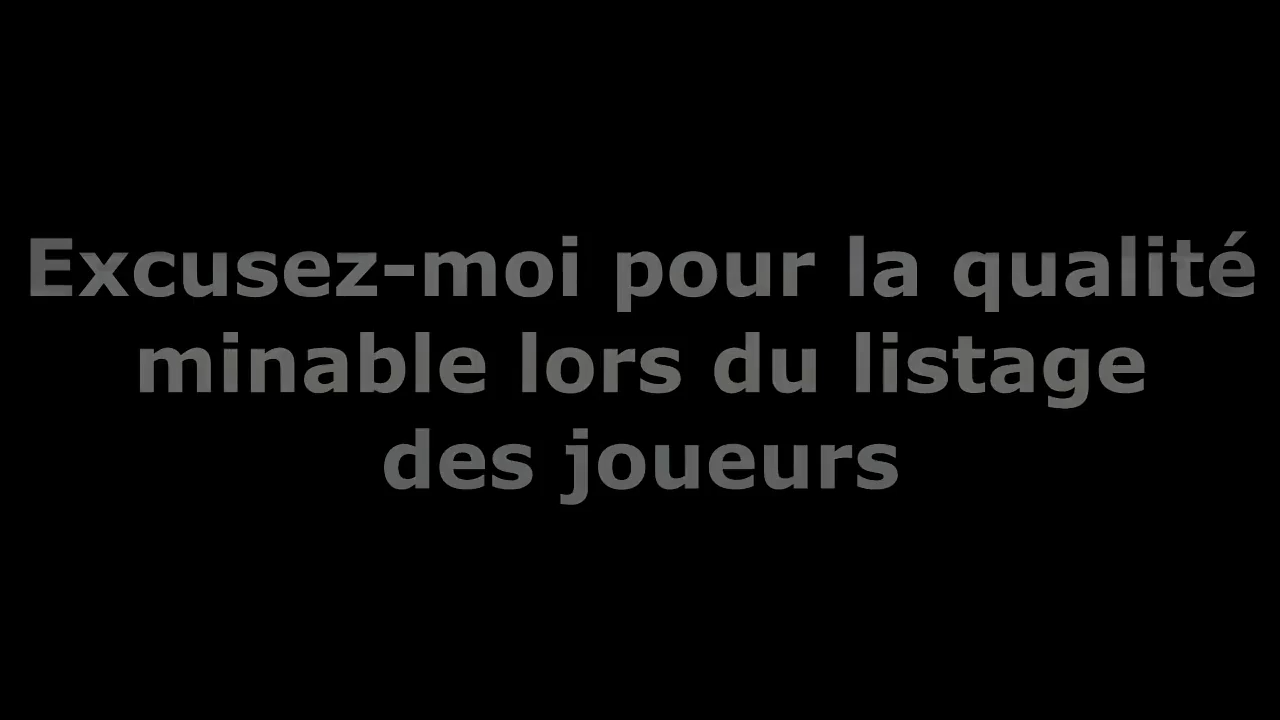 Excusez-moi pour la qualité
minable lors du listage
des joueurs